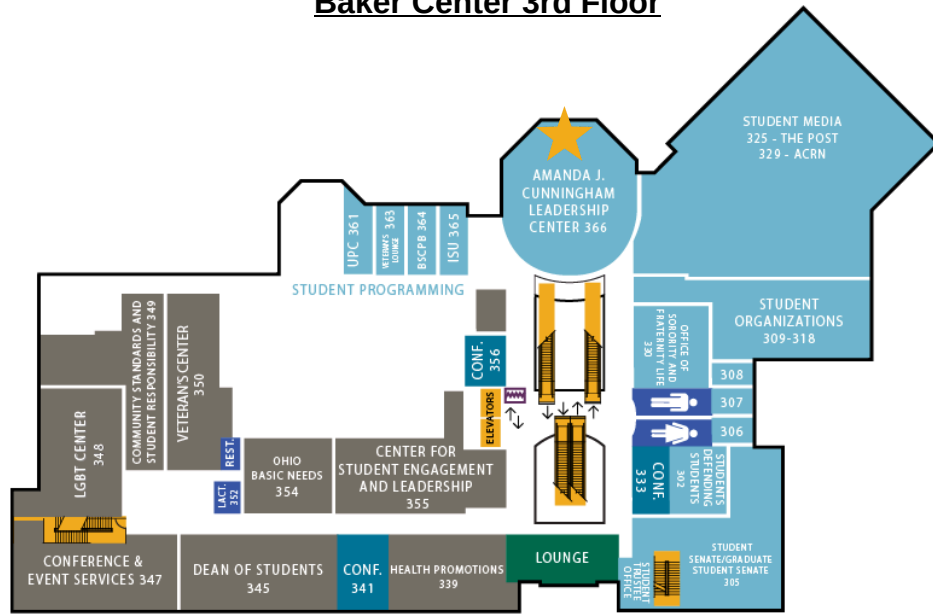 Baker Center 3rd Floor
STUDENT MEDIA
325 - THE POST
329 - ACRN
AMANDA J.
CUNNINGHAM
LEADERSHIP
CENTER 366
UPC 361
VETERAN'S
LOUNGE
363
BSCPB 364
ISU 365
STUDENT PROGRAMMING
STUDENT
ORGANIZATIONS
309-318
OFFICE OF
SORORITY AND
FRATERNITY LIFE
330
308
307
306
COMMUNITY STANDARDS AND
STUDENT RESPONSIBILITY 349
VETERAN'S CENTER
350
CONF.
356
ELEVATORS
LGBT CENTER
348
REST.
LACT.
352
OHIO
BASIC NEEDS
354
CENTER FOR
STUDENT ENGAGEMENT
AND LEADERSHIP
355
CONF.
333
STUDENTS
DEFENDING
STUDENTS
302
CONFERENCE &
EVENT SERVICES 347
DEAN OF STUDENTS
345
CONF.
341
HEALTH PROMOTIONS
339
LOUNGE
STUDENT
TRUSTEE
OFFICE
STUDENT
SENATE/GRADUATE
STUDENT SENATE
305